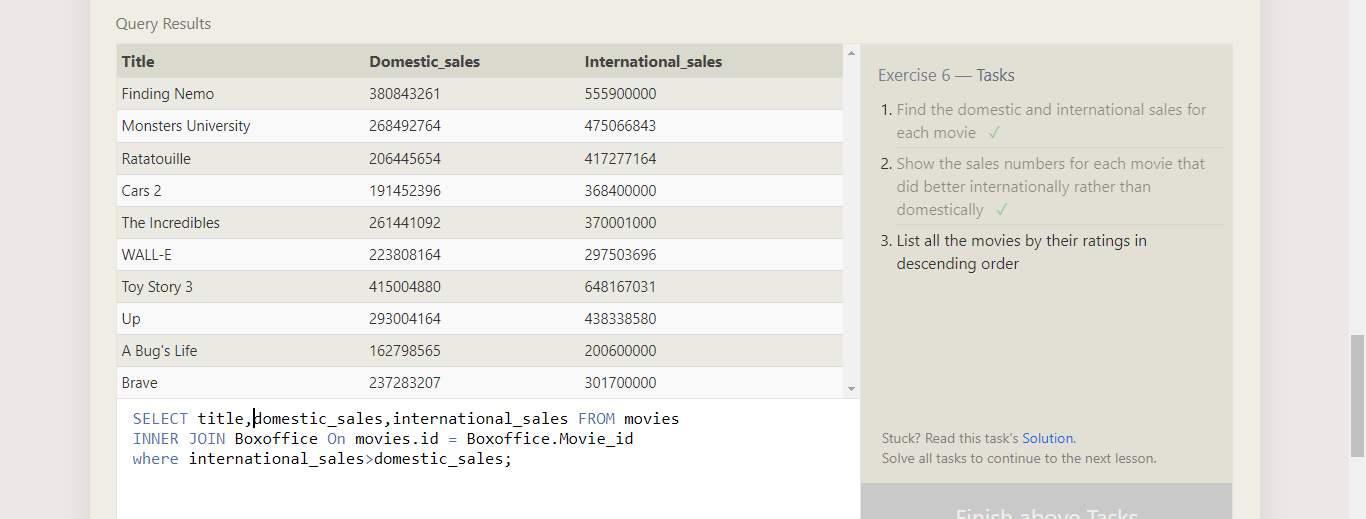 Query Results
Title Domestic_sales International_sales
Finding Nemo 380843261 555900000
Monsters University 268492764 475066843
Ratatouille 206445654 417277164
Cars 2 191452396 368400000
The Incredibles 261441092 370001000
WALL-E 223808164 297503696
Toy Story 3 415004880 648167031
Up 293004164 438338580
A Bug's Life 162798565 200600000
Brave 237283207 301700000
SELECT title,domestic_sales,international_sales FROM movies
INNER JOIN Boxoffice On movies.id = Boxoffice.Movie_id
where international_sales>domestic_sales;
Exercise 6 — Tasks
1. Find the domestic and international sales for
each movie ✓
2. Show the sales numbers for each movie that
did better internationally rather than
domestically ✓
3. List all the movies by their ratings in
descending order
Stuck? Read this task's Solution.
Solve all tasks to continue to the next lesson.
Finish above Tasks